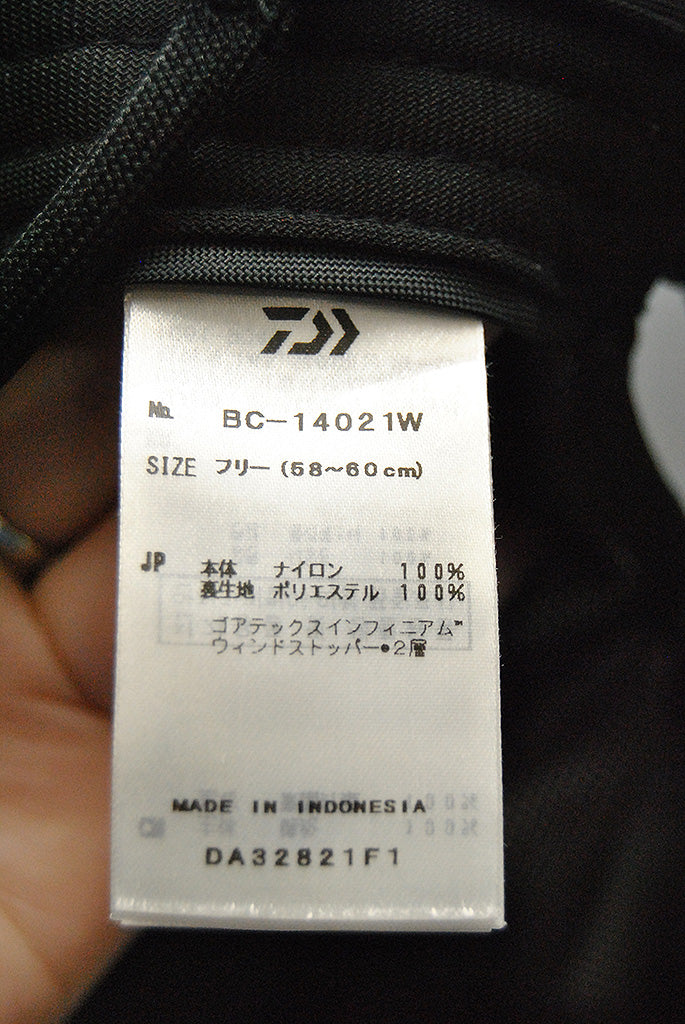 No. BC-14021W
SIZE フリー (58~60cm)
JP 本体 ナイロン 100%
裏生地 ポリエステル 100%
ゴアテックスインフィニアム™
ウィンドストッパー●2層
MADE IN INDONESIA
DA32821F1